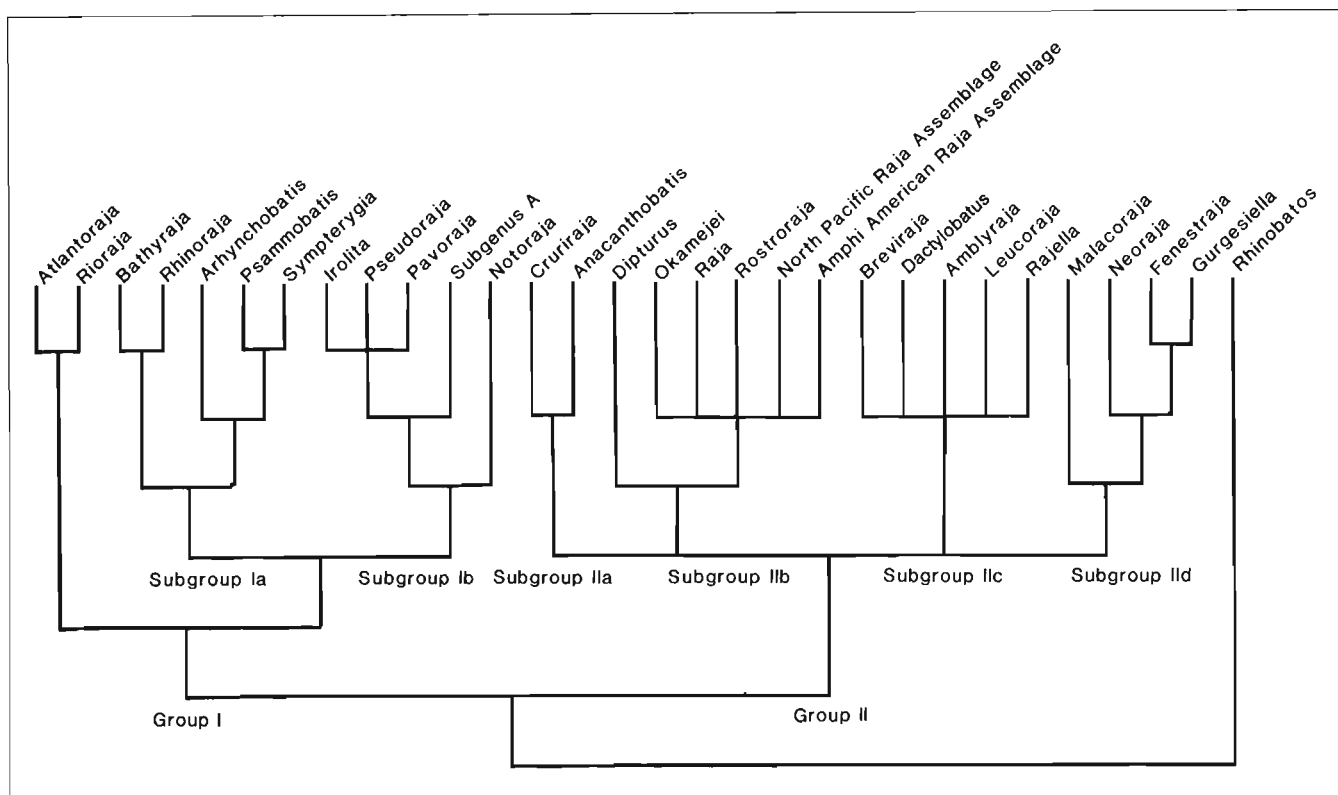 Atlantoraja
Rioraja
Bathyraja
Rhinoraja
Arhynchobatis
Psammobatis
Sympterygia
Irolita
Pseudoraja
Pavoraja
Subgenus A
Notoraja
Cruriraja
Anacanthobatis
Dipturus
Okamejei
Raja
Rostroraja
North Pacific Raja Assemblage
Amphi American Raja Assemblage
Breviraja
Dactylobatus
Amblyraja
Leucoraja
Rajella
Malacoraja
Neoraja
Fenestraja
Gurgesiella
Rhinobatos
Subgroup Ia
Subgroup Ib
Subgroup IIa
Subgroup IIb
Subgroup IIc
Subgroup IId
Group I
Group II